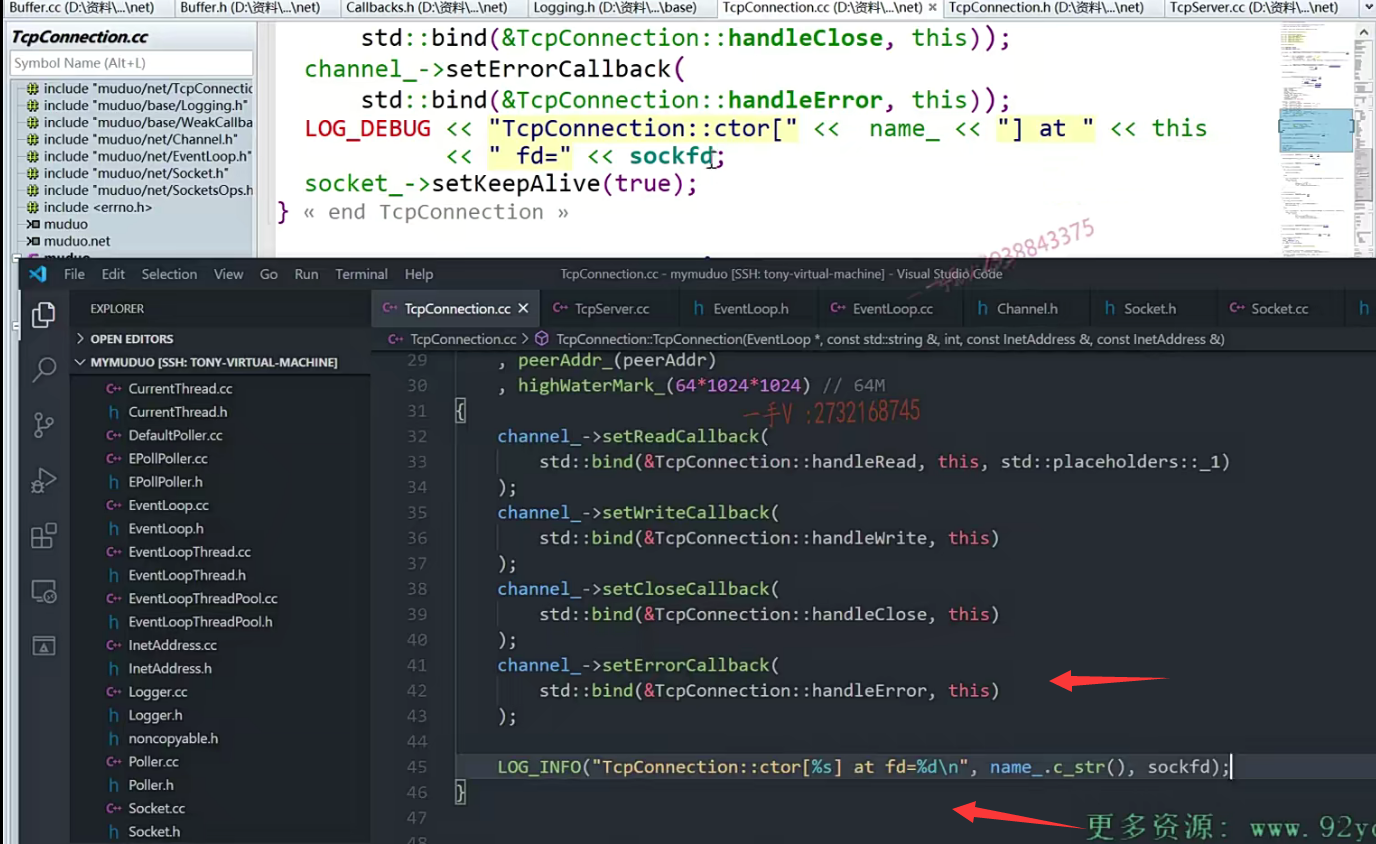 Buffer.cc (D:\资料\...\net) Buffer.h (D:\资料\...\net) Callbacks.h (D:\资料\...\net) Logging.h (D:\资料\...\base) TcpConnection.cc (D:\资料\...\net) TcpConnection.h (D:\资料\...\net) TcpServer.cc (D:\资料\...\net)
TcpConnection.cc
Symbol Name (Alt+L)
include "muduo/net/TcpConnectic
include "muduo/base/Logging.h"
include "muduo/base/WeakCallba
include "muduo/net/Channel.h"
include "muduo/net/EventLoop.h"
include "muduo/net/Socket.h"
include "muduo/net/SocketsOps.h
include <errno.h>
muduo
muduo.net
muduo
std::bind(&TcpConnection::handleClose, this));
channel_->setErrorCallback(
std::bind(&TcpConnection::handleError, this));
LOG_DEBUG << "TcpConnection::ctor[" << name_ << "] at " << this
<< " fd=" << sockfd;
socket_->setKeepAlive(true);
} « end TcpConnection »
File Edit Selection View Go Run Terminal Help
TcpConnection.cc - mymuduo [SSH: tony-virtual-machine] - Visual Studio Code
EXPLORER
OPEN EDITORS
MYMUDUO [SSH: TONY-VIRTUAL-MACHINE]
C++ CurrentThread.cc
h CurrentThread.h
C++ DefaultPoller.cc
C++ EPollPoller.cc
h EPollPoller.h
C++ EventLoop.cc
h EventLoop.h
C++ EventLoopThread.cc
h EventLoopThread.h
C++ EventLoopThreadPool.cc
h EventLoopThreadPool.h
C++ InetAddress.cc
h InetAddress.h
C++ Logger.cc
h Logger.h
h noncopyable.h
C++ Poller.cc
h Poller.h
C++ Socket.cc
h Socket.h
C++ TcpConnection.cc C++ TcpServer.cc h EventLoop.h C++ EventLoop.cc h Channel.h h Socket.h C++ Socket.cc h
C++ TcpConnection.cc > TcpConnection::TcpConnection(EventLoop *, const std::string &, int, const InetAddress &, const InetAddress &)
29 , peerAddr_(peerAddr)
30 , highWaterMark_(64*1024*1024) // 64M
31 {
一手V :2732168745
32 channel_->setReadCallback(
33 std::bind(&TcpConnection::handleRead, this, std::placeholders::_1)
34 );
35 channel_->setWriteCallback(
36 std::bind(&TcpConnection::handleWrite, this)
37 );
38 channel_->setCloseCallback(
39 std::bind(&TcpConnection::handleClose, this)
40 );
41 channel_->setErrorCallback(
42 std::bind(&TcpConnection::handleError, this)
43 );
44
45 LOG_INFO("TcpConnection::ctor[%s] at fd=%d\n", name_.c_str(), sockfd);
46 }
47
48
更多资源: www.92yo